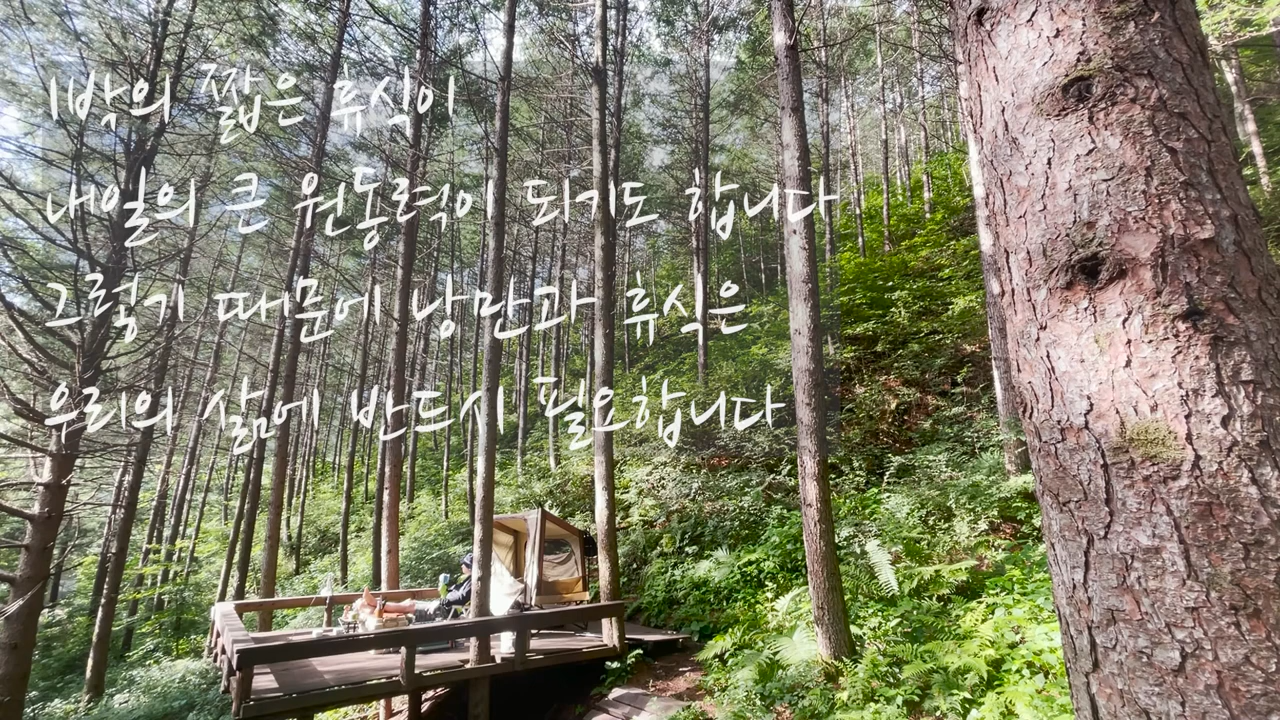 1박의 짧은 휴식이
내일의 큰 원동력이 되기도 합니다
그렇기 때문에 낭만과 휴식은
우리의 삶에 반드시 필요합니다